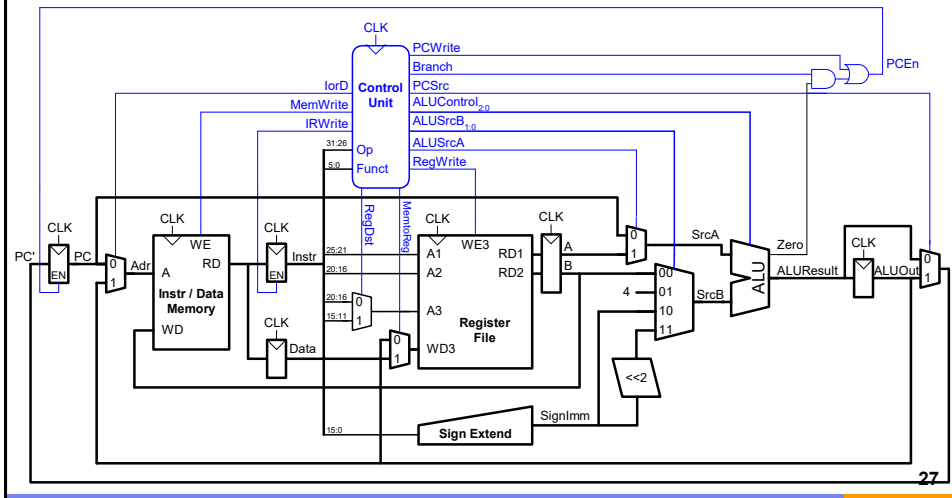 CLK
PCWrite
Branch
PCEn
IorD
Control
Unit
PCSrc
MemWrite
ALUControl2:0
IRWrite
ALUSrcB1:0
31:26
Op
ALUSrcA
5:0
Funct
RegWrite
RegDst
MemtoReg
CLK
CLK
CLK
CLK
CLK
CLK
PC'
EN
PC
0
1
Adr
WE
A
RD
Instr / Data
Memory
WD
EN
Instr
CLK
Data
25:21
20:16
20:16
15:11
0
1
A1
A2
A3
WD3
WE3
RD1
RD2
Register
File
0
1
A
B
0
1
SrcA
00
4
01
10
11
SrcB
ALU
Zero
ALUResult
ALUOut
0
1
<<2
SignImm
15:0
Sign Extend
27